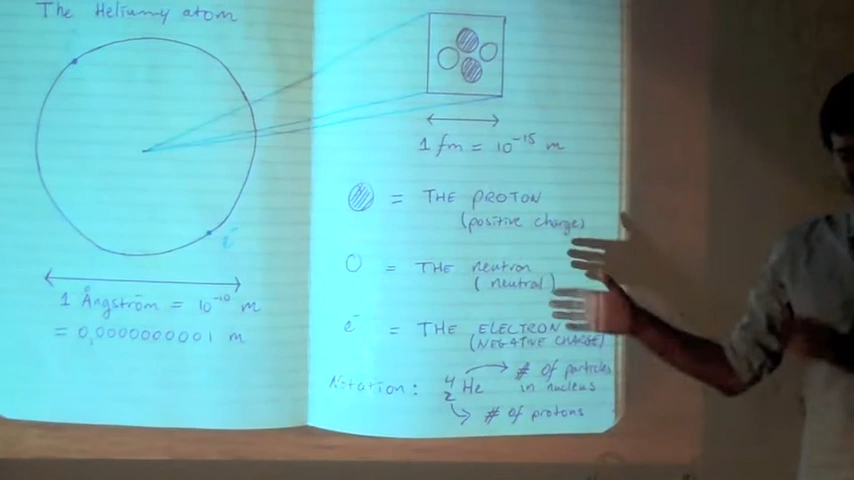 The Heliumy atom
e⁻
1 Ångström = 10⁻¹⁰ m
= 0,0000000001 m
1 fm = 10⁻¹⁵ m
= THE PROTON
(positive charge)
= THE neutron
(neutral)
e⁻ = THE ELECTRON
(NEGATIVE CHARGE)
Notation: ⁴₂He # of particles
in nucleus
# of protons